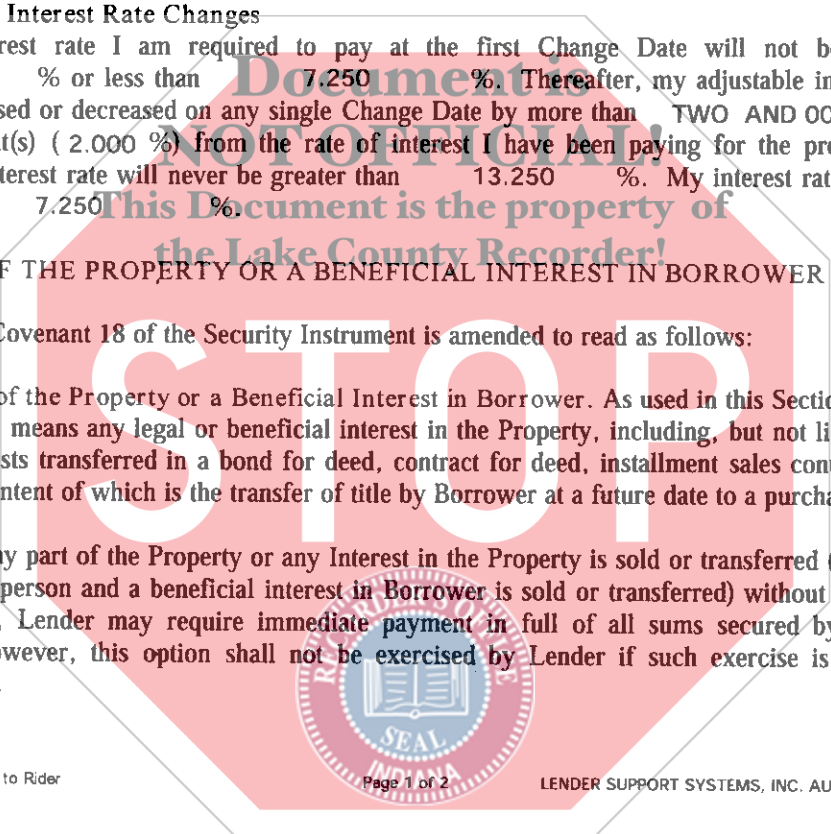 Interest Rate Changes
rest rate I am required to pay at the first Change Date will not b
% or less than 7.250 %. Thereafter, my adjustable in
Document is
sed or decreased on any single Change Date by more than TWO AND 00
t(s) ( 2.000 %) from the rate of interest I have been paying for the pre
NOT OFFICIAL!
terest rate will never be greater than 13.250 %. My interest rat
7.250 %.
This Document is the property of
the Lake County Recorder!
F THE PROPERTY OR A BENEFICIAL INTEREST IN BORROWER
Covenant 18 of the Security Instrument is amended to read as follows:
STOP
of the Property or a Beneficial Interest in Borrower. As used in this Sectio
means any legal or beneficial interest in the Property, including, but not li
sts transferred in a bond for deed, contract for deed, installment sales con
ntent of which is the transfer of title by Borrower at a future date to a purcha
ny part of the Property or any Interest in the Property is sold or transferred (
person and a beneficial interest in Borrower is sold or transferred) without
, Lender may require immediate payment in full of all sums secured by
owever, this option shall not be exercised by Lender if such exercise is
RECORDER'S OFFICE
SEAL
INDIANA
to Rider Page 1 of 2 LENDER SUPPORT SYSTEMS, INC. AU